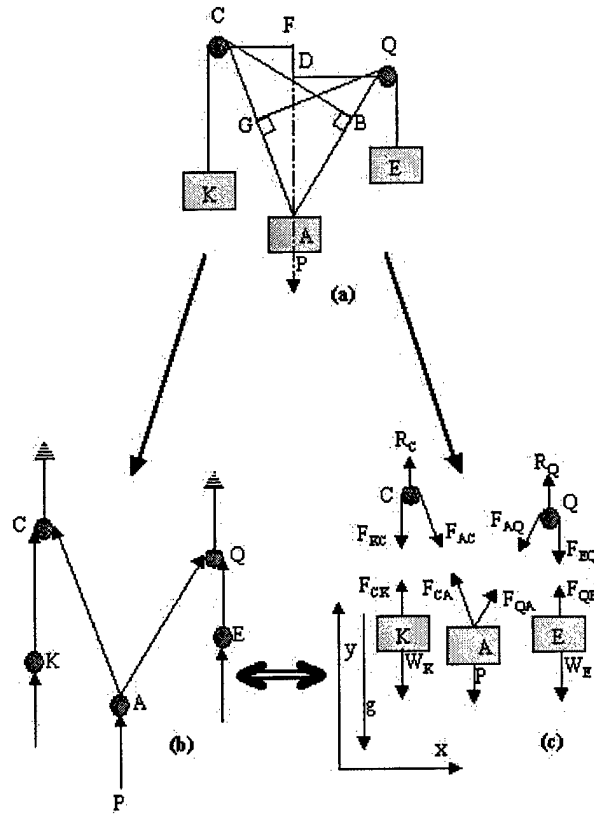 C F Q
D
G B
K E
A
P
(a)
C Q
K E
A
(b)
P
R_C R_Q
C Q
F_KC F_AC F_AQ F_EQ
F_CK F_CA F_QA F_QE
K A E
y W_K P W_E
g
x (c)